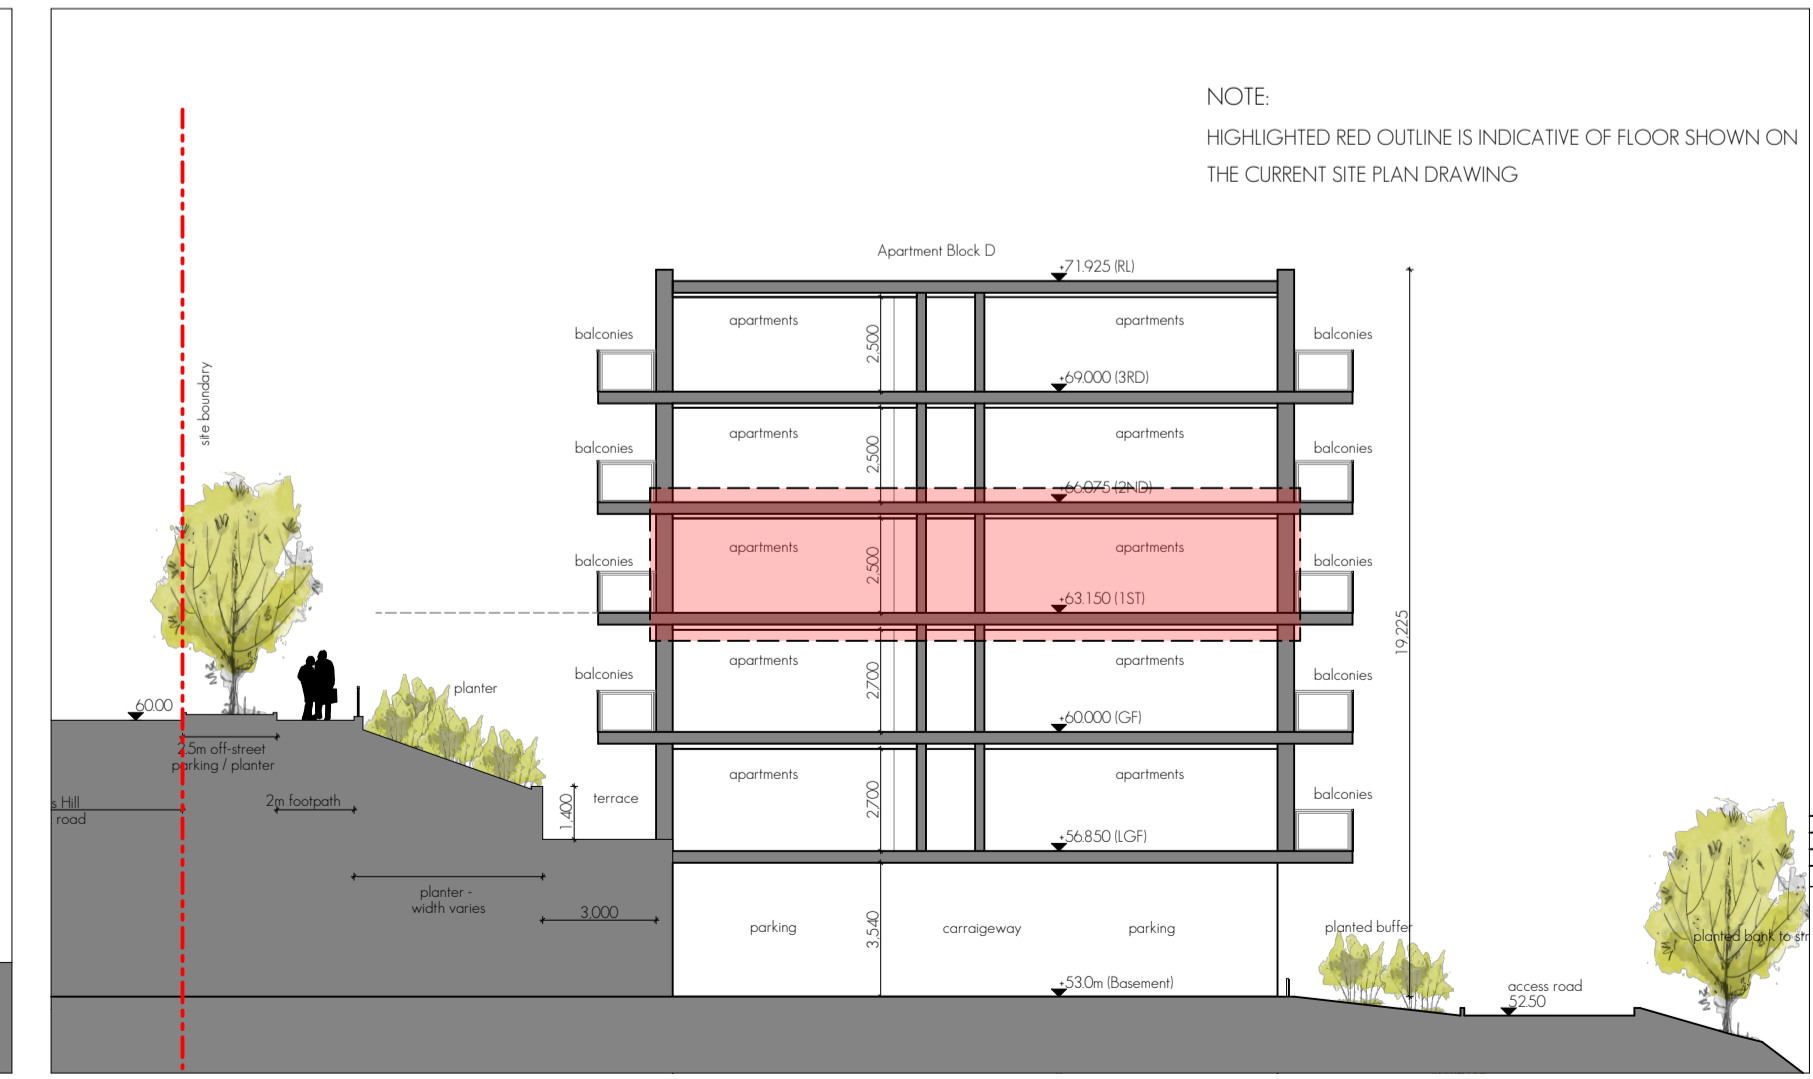 NOTE:
HIGHLIGHTED RED OUTLINE IS INDICATIVE OF FLOOR SHOWN ON
THE CURRENT SITE PLAN DRAWING
Apartment Block D
+71.925 (RL)
apartments
apartments
balconies
balconies
2.500
+69.000 (3RD)
site boundary
apartments
apartments
balconies
balconies
2.500
+66.075 (2ND)
apartments
apartments
balconies
balconies
2.500
+63.150 (1ST)
19.225
apartments
apartments
balconies
balconies
planter
2.700
60.00
+60.000 (GF)
2.5m off-street
parking / planter
apartments
apartments
balconies
terrace
1.400
2.700
s Hill
road
2m footpath
+56.850 (LGF)
planter -
width varies
3,000
parking
carraigeway
parking
3.540
planted buffer
planted bank to str
+53.0m (Basement)
access road
52.50